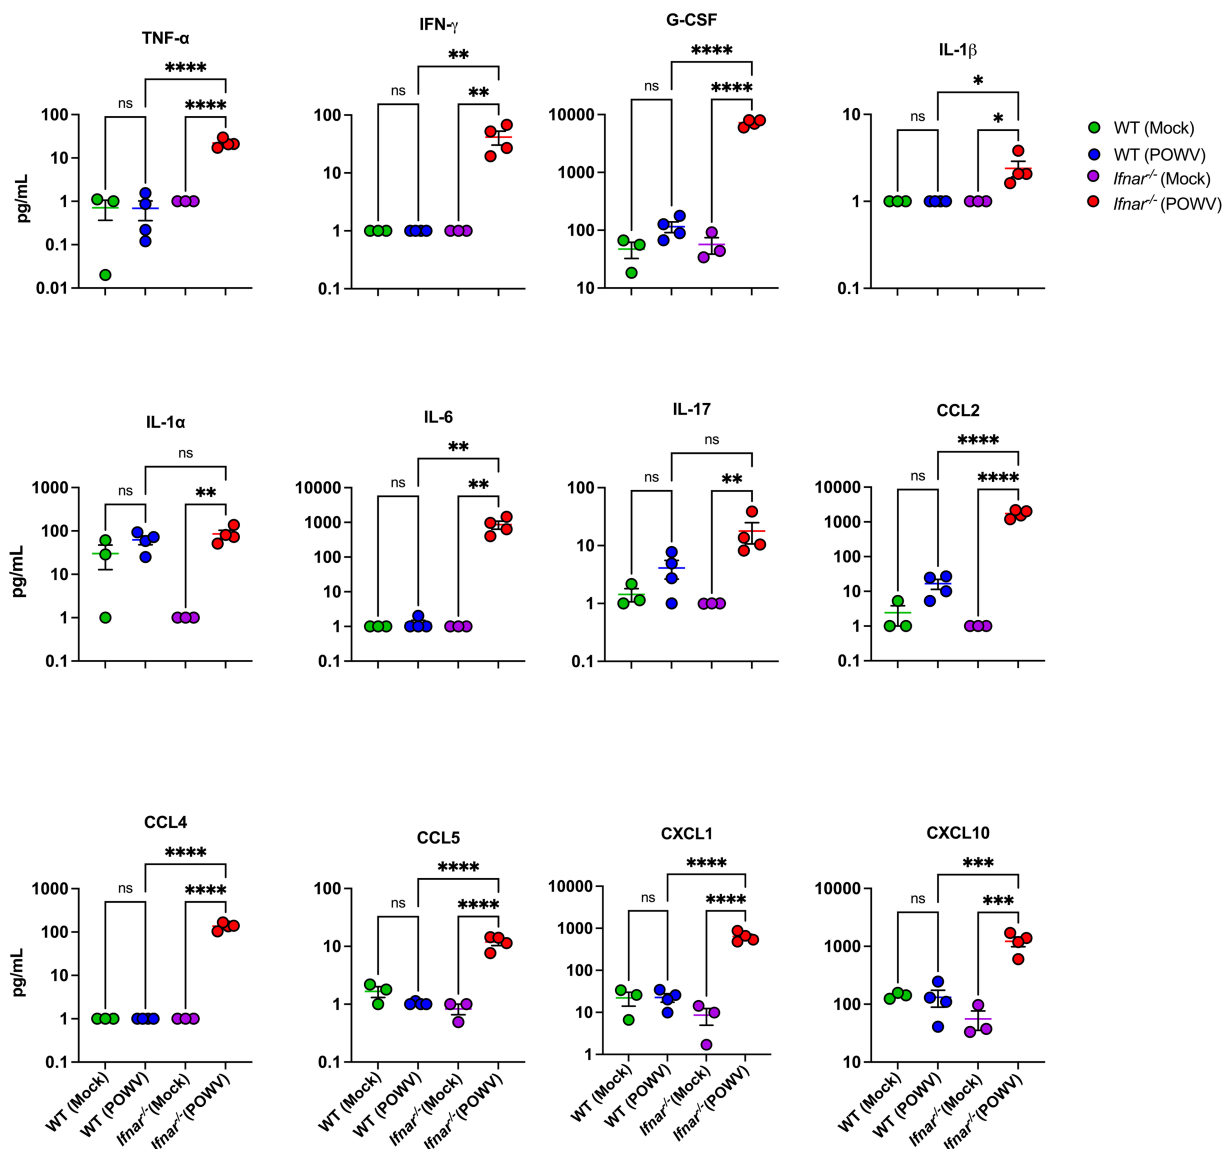 TNF-α
IFN-γ
G-CSF
IL-1β
****
ns
****
100
10
1
0.1
0.01
pg/mL
**
ns
**
100
10
1
0.1
****
ns
****
10000
1000
100
10
*
ns
*
10
1
0.1
WT (Mock)
WT (POWV)
Ifnar-/- (Mock)
Ifnar-/- (POWV)
IL-1α
IL-6
IL-17
CCL2
ns
ns
**
1000
100
10
1
0.1
pg/mL
**
ns
**
10000
1000
100
10
1
0.1
ns
ns
**
100
10
1
0.1
****
ns
****
10000
1000
100
10
1
0.1
CCL4
CCL5
CXCL1
CXCL10
****
ns
****
1000
100
10
1
0.1
pg/mL
WT (Mock)
WT (POWV)
Ifnar-/- (Mock)
Ifnar-/- (POWV)
****
ns
****
100
10
1
0.1
WT (Mock)
WT (POWV)
Ifnar-/- (Mock)
Ifnar-/- (POWV)
****
ns
****
10000
1000
100
10
1
WT (Mock)
WT (POWV)
Ifnar-/- (Mock)
Ifnar-/- (POWV)
***
ns
***
10000
1000
100
10
WT (Mock)
WT (POWV)
Ifnar-/- (Mock)
Ifnar-/- (POWV)